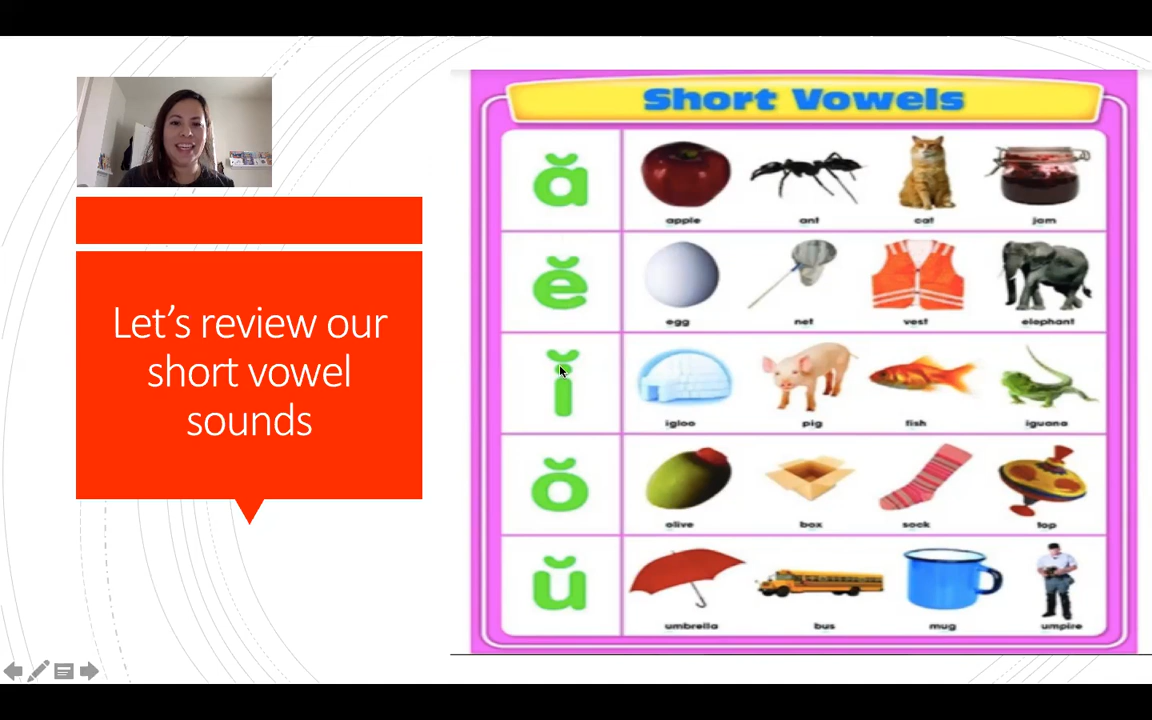 Let's review our
short vowel
sounds
Short Vowels
ă
apple ant cat jam
ĕ
egg net vest elephant
ĭ
igloo pig fish iguana
ŏ
olive box sock top
ŭ
umbrella bus mug umpire